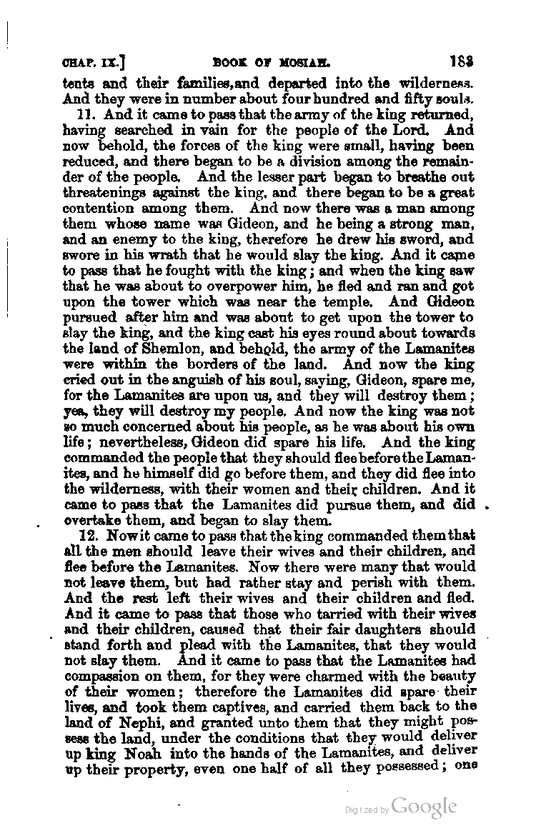 CHAP. IX.] BOOK OF MOSIAH. 183
tents and their families,and departed into the wilderness.
And they were in number about four hundred and fifty souls.
11. And it came to pass that the army of the king returned,
having searched in vain for the people of the Lord. And
now behold, the forces of the king were small, having been
reduced, and there began to be a division among the remain-
der of the people. And the lesser part began to breathe out
threatenings against the king, and there began to be a great
contention among them. And now there was a man among
them whose name was Gideon, and he being a strong man,
and an enemy to the king, therefore he drew his sword, and
swore in his wrath that he would slay the king. And it came
to pass that he fought with the king; and when the king saw
that he was about to overpower him, he fled and ran and got
upon the tower which was near the temple. And Gideon
pursued after him and was about to get upon the tower to
slay the king, and the king cast his eyes round about towards
the land of Shemlon, and behold, the army of the Lamanites
were within the borders of the land. And now the king
cried out in the anguish of his soul, saying, Gideon, spare me,
for the Lamanites are upon us, and they will destroy them;
yea, they will destroy my people. And now the king was not
so much concerned about his people, as he was about his own
life; nevertheless, Gideon did spare his life. And the king
commanded the people that they should flee before the Laman-
ites, and he himself did go before them, and they did flee into
the wilderness, with their women and their children. And it
came to pass that the Lamanites did pursue them, and did
overtake them, and began to slay them.
12. Now it came to pass that the king commanded them that
all the men should leave their wives and their children, and
flee before the Lamanites. Now there were many that would
not leave them, but had rather stay and perish with them.
And the rest left their wives and their children and fled.
And it came to pass that those who tarried with their wives
and their children, caused that their fair daughters should
stand forth and plead with the Lamanites, that they would
not slay them. And it came to pass that the Lamanites had
compassion on them, for they were charmed with the beauty
of their women; therefore the Lamanites did spare their
lives, and took them captives, and carried them back to the
land of Nephi, and granted unto them that they might pos-
sess the land, under the conditions that they would deliver
up king Noah into the hands of the Lamanites, and deliver
up their property, even one half of all they possessed; one
Digitized by Google